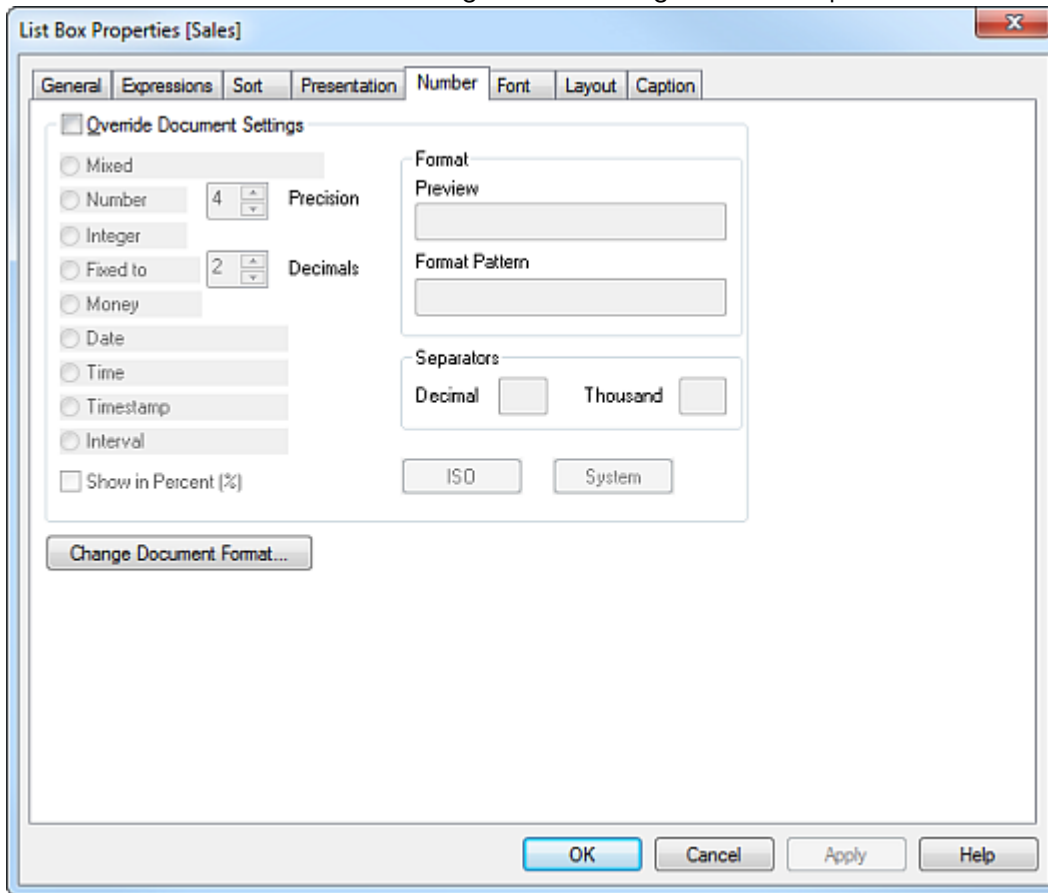 List Box Properties [Sales]
General Expressions Sort Presentation Number Font Layout Caption
Override Document Settings
Mixed
Number 4 Precision
Integer
Fixed to 2 Decimals
Money
Date
Time
Timestamp
Interval
Show in Percent (%)
Format
Preview
Format Pattern
Separators
Decimal Thousand
ISO System
Change Document Format...
OK Cancel Apply Help